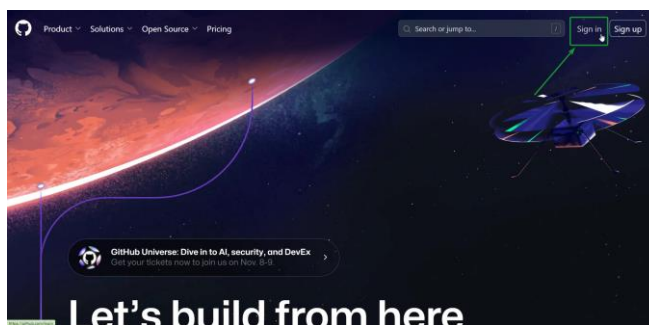 Product Solutions Open Source Pricing Search or jump to... / Sign in Sign up
GitHub Universe: Dive in to AI, security, and DevEx
Get your tickets now to join us on Nov. 8-9.
Let's build from here